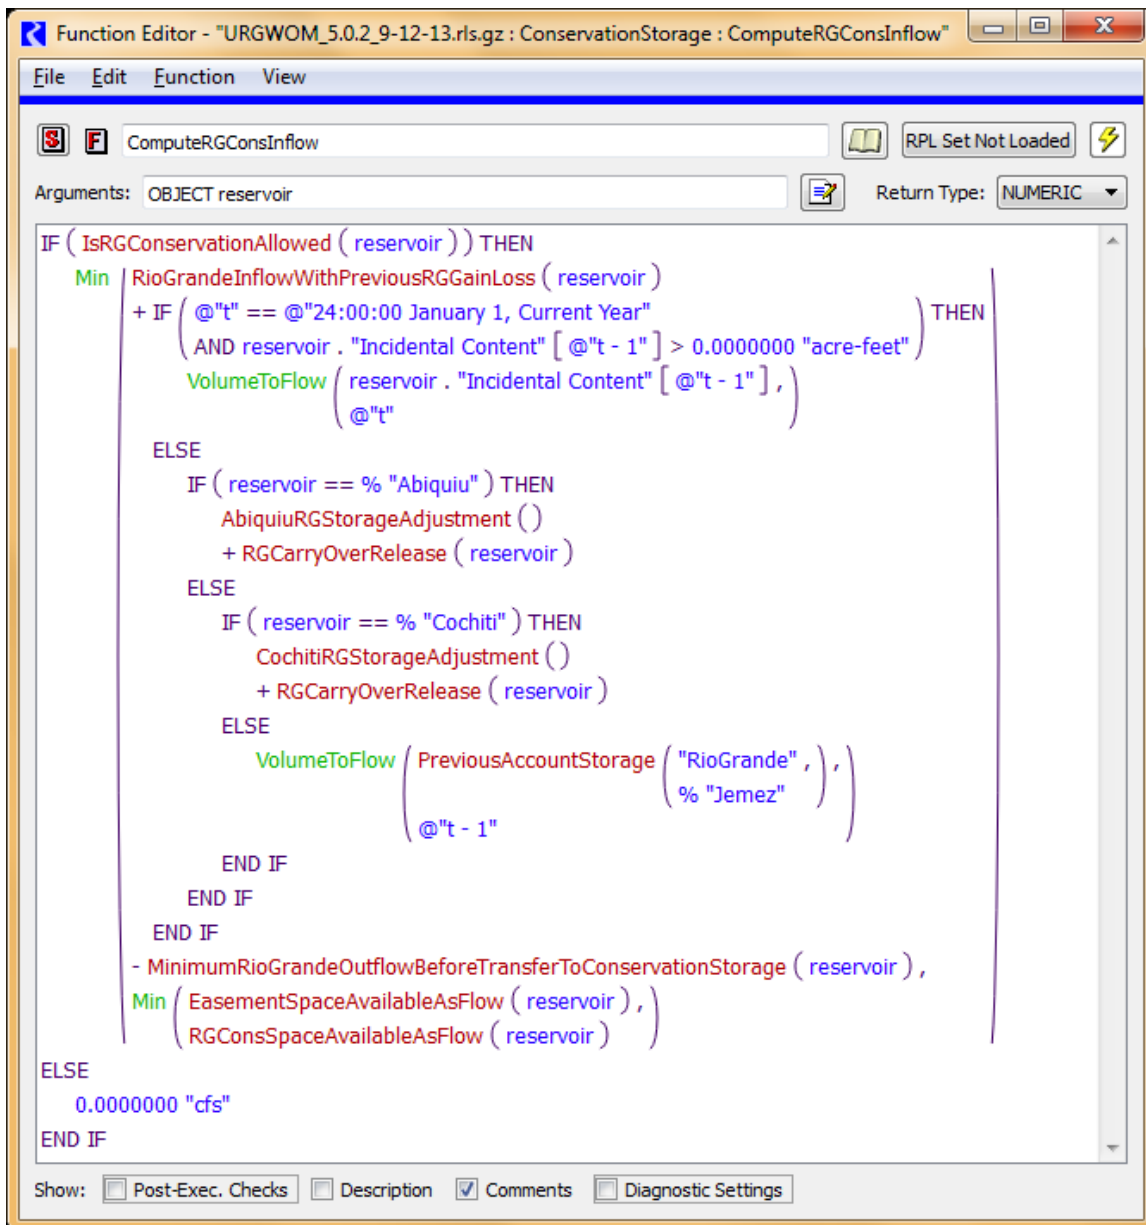 Function Editor - "URGWOM_5.0.2_9-12-13.rls.gz : ConservationStorage : ComputeRGConsInflow"
File Edit Function View
S F ComputeRGConsInflow RPL Set Not Loaded
Arguments: OBJECT reservoir Return Type: NUMERIC
IF ( IsRGConservationAllowed ( reservoir ) ) THEN
Min ( RioGrandeInflowWithPreviousRGGainLoss ( reservoir )
+ IF ( @"t" == @"24:00:00 January 1, Current Year" ) THEN
AND reservoir . "Incidental Content" [ @"t - 1" ] > 0.0000000 "acre-feet"
VolumeToFlow ( reservoir . "Incidental Content" [ @"t - 1" ] , )
@"t"
ELSE
IF ( reservoir == % "Abiquiu" ) THEN
AbiquiuRGStorageAdjustment ( )
+ RGCarryOverRelease ( reservoir )
ELSE
IF ( reservoir == % "Cochiti" ) THEN
CochitiRGStorageAdjustment ( )
+ RGCarryOverRelease ( reservoir )
ELSE
VolumeToFlow ( PreviousAccountStorage ( "RioGrande" , ) , )
% "Jemez"
@"t - 1"
END IF
END IF
END IF
- MinimumRioGrandeOutflowBeforeTransferToConservationStorage ( reservoir ) ,
Min ( EasementSpaceAvailableAsFlow ( reservoir ) , )
RGConsSpaceAvailableAsFlow ( reservoir ) )
ELSE
0.0000000 "cfs"
END IF
Show: Post-Exec. Checks Description Comments Diagnostic Settings